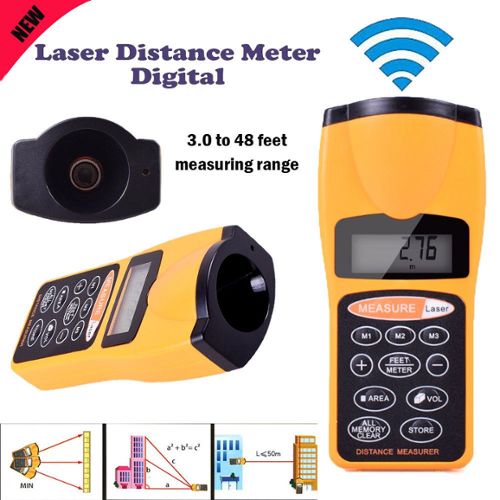 NEW
Laser Distance Meter
Digital
3.0 to 48 feet
measuring range
2.76
m
MEASURE Laser
M1 M2 M3
+ FEET METER −
AREA VOL
ALL MEMORY CLEAR STORE
DISTANCE MEASURER
MEASURE
MIN
a² + b² = c²
a
b
c
L≤50m